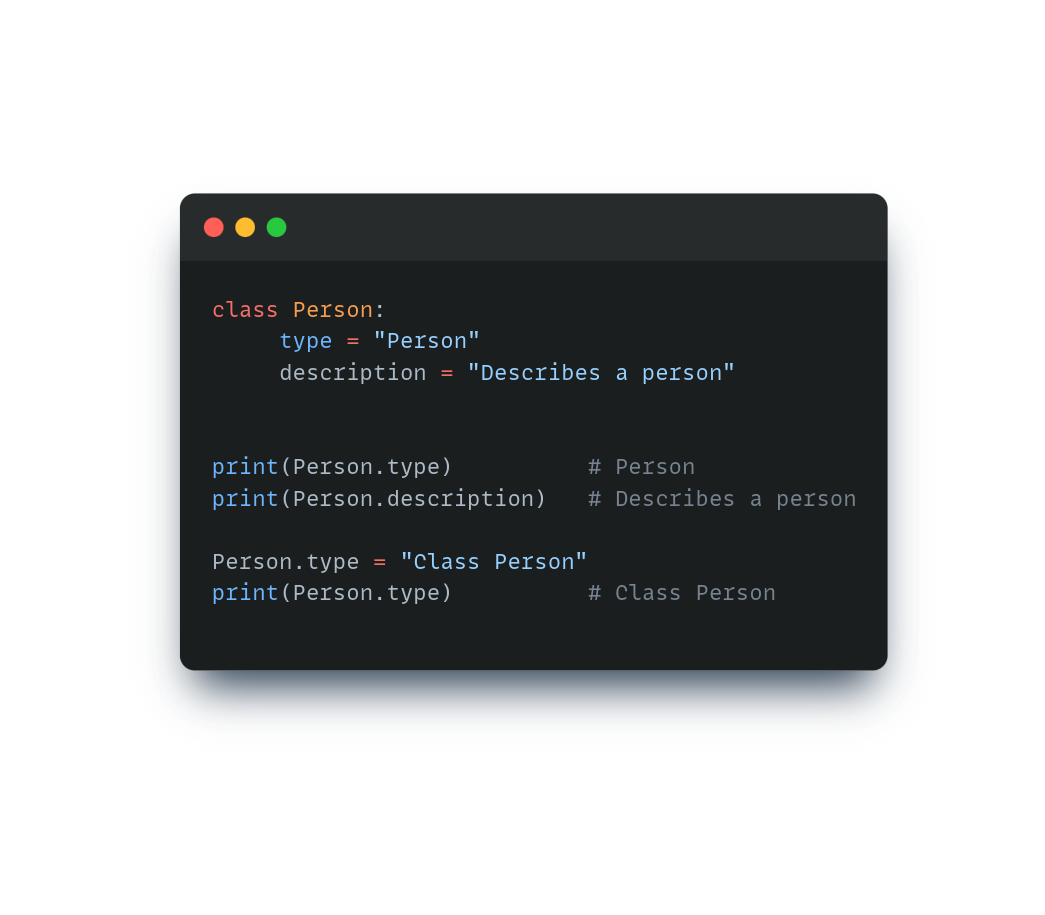 class Person:
     type = "Person"
     description = "Describes a person"
print(Person.type)          # Person
print(Person.description)   # Describes a person
Person.type = "Class Person"
print(Person.type)          # Class Person